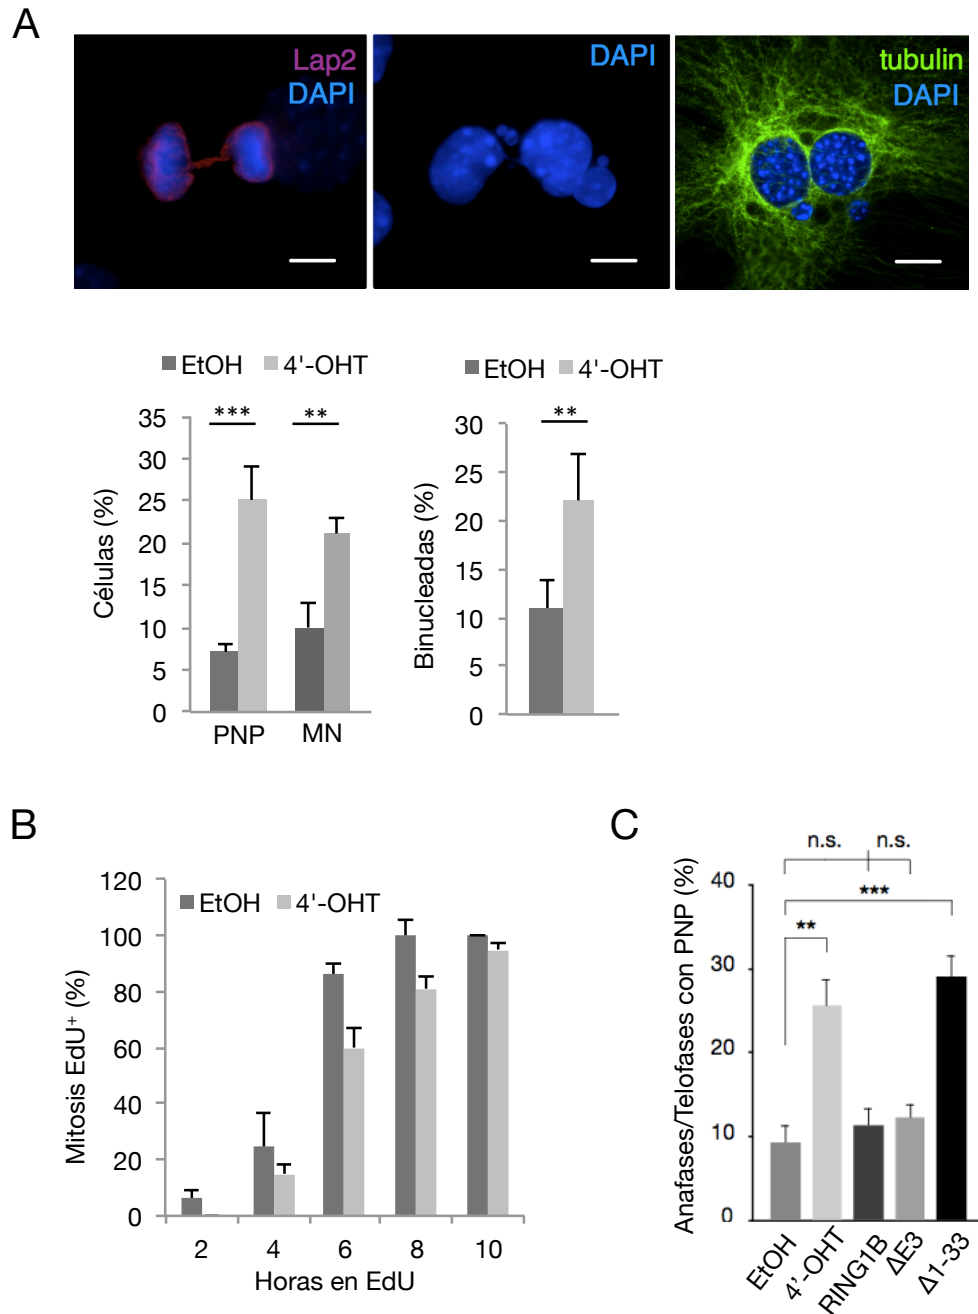 A
Lap2
DAPI
DAPI
tubulin
DAPI
EtOH 4'-OHT
Células (%)
35
30
25
20
15
10
5
0
*** **
PNP MN
EtOH 4'-OHT
Binucleadas (%)
30
25
20
15
10
5
0
**
B
Mitosis EdU⁺ (%)
120
100
80
60
40
20
0
EtOH 4'-OHT
2 4 6 8 10
Horas en EdU
C
Anafases/Telofases con PNP (%)
40
30
20
10
0
n.s. n.s.
***
**
EtOH
4'-OHT
RING1B
ΔE3
Δ1-33